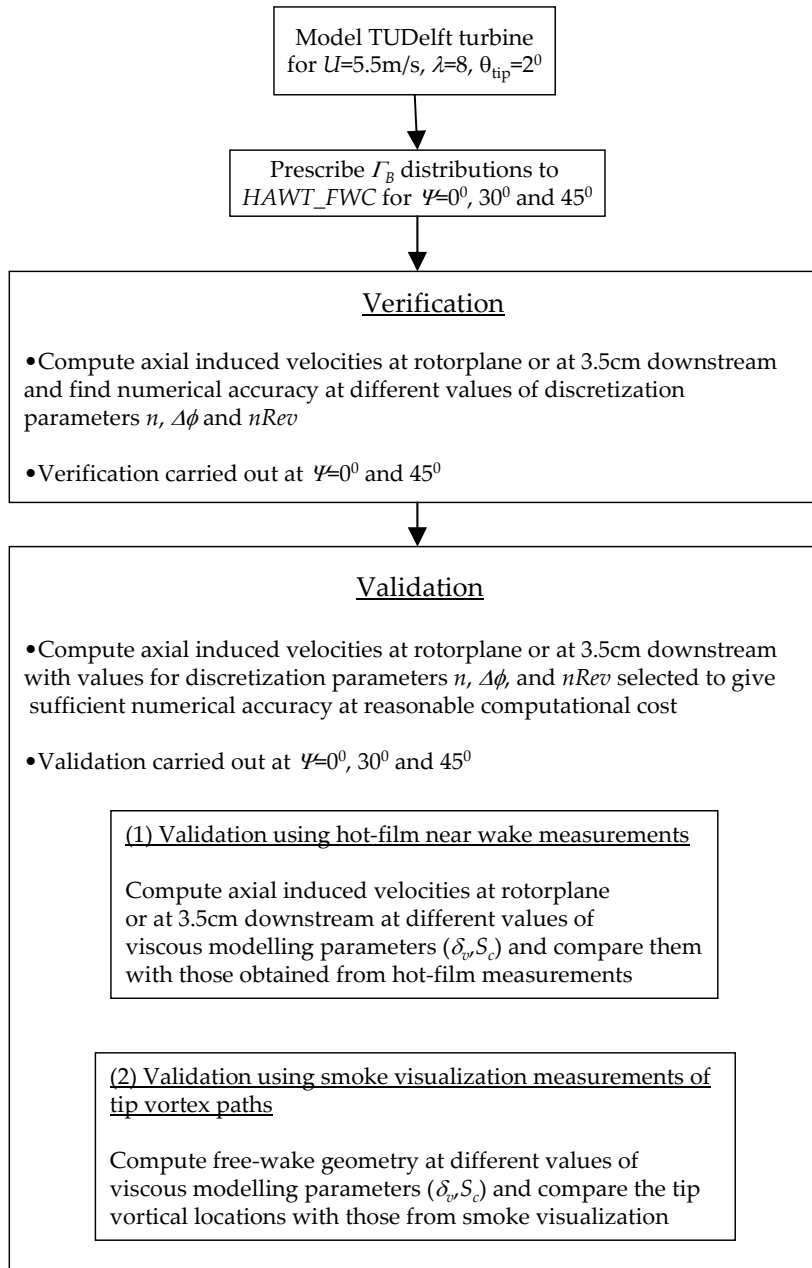 Model TUDelft turbine
for U=5.5m/s, λ=8, θtip=2⁰
Prescribe ΓB distributions to
HAWT_FWC for Ψ=0⁰, 30⁰ and 45⁰
Verification
•Compute axial induced velocities at rotorplane or at 3.5cm downstream
and find numerical accuracy at different values of discretization
parameters n, Δϕ and nRev
•Verification carried out at Ψ=0⁰ and 45⁰
Validation
•Compute axial induced velocities at rotorplane or at 3.5cm downstream
with values for discretization parameters n, Δϕ, and nRev selected to give
sufficient numerical accuracy at reasonable computational cost
•Validation carried out at Ψ=0⁰, 30⁰ and 45⁰
(1) Validation using hot-film near wake measurements
Compute axial induced velocities at rotorplane
or at 3.5cm downstream at different values of
viscous modelling parameters (δv,Sc) and compare them
with those obtained from hot-film measurements
(2) Validation using smoke visualization measurements of
tip vortex paths
Compute free-wake geometry at different values of
viscous modelling parameters (δv,Sc) and compare the tip
vortical locations with those from smoke visualization